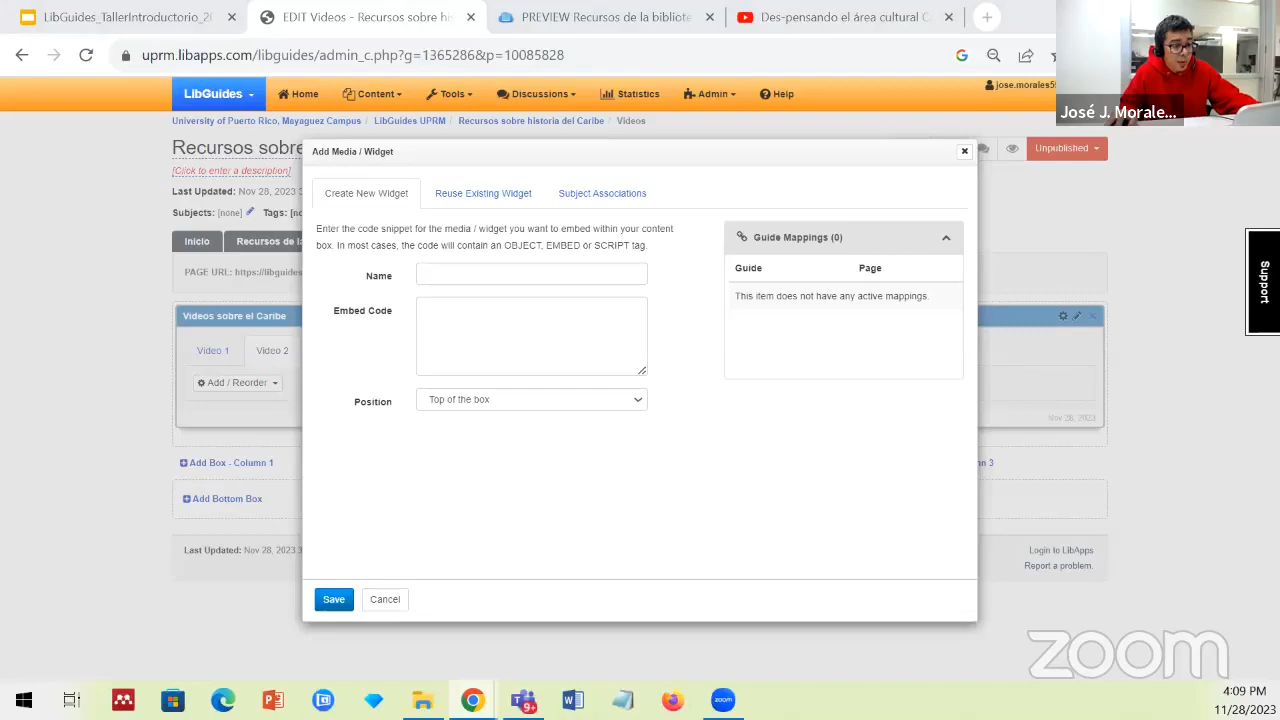 LibGuides_TallerIntroductorio_2
EDIT Videos - Recursos sobre his
PREVIEW Recursos de la bibliote
Des-pensando el área cultural C
uprm.libapps.com/libguides/admin_c.php?g=1365286&p=10085828
LibGuides
Home
Content
Tools
Discussions
Statistics
Admin
Help
jose.morales5
José J. Morale...
University of Puerto Rico, Mayaguez Campus / LibGuides UPRM / Recursos sobre historia del Caribe / Videos
Recursos sobre
[Click to enter a description]
Last Updated: Nov 28, 2023
Subjects: [none] Tags: [no
Unpublished
Inicio
Recursos de la
PAGE URL: https://libguides
Videos sobre el Caribe
Video 1
Video 2
Add / Reorder
Nov 28, 2023
Add Box - Column 1
mn 3
Add Bottom Box
Last Updated: Nov 28, 2023 3
Login to LibApps
Report a problem.
Add Media / Widget
Create New Widget
Reuse Existing Widget
Subject Associations
Enter the code snippet for the media / widget you want to embed within your content
box. In most cases, the code will contain an OBJECT, EMBED or SCRIPT tag.
Name
Embed Code
Position
Top of the box
Guide Mappings (0)
Guide Page
This item does not have any active mappings.
Save
Cancel
Support
zoom
9+
zoom
4:09 PM
11/28/2023